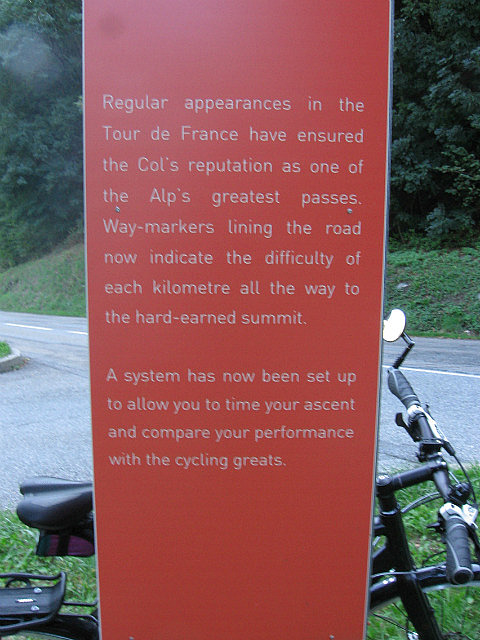 Regular appearances in the
Tour de France have ensured
the Col's reputation as one of
the Alp's greatest passes.
Way-markers lining the road
now indicate the difficulty of
each kilometre all the way to
the hard-earned summit.
A system has now been set up
to allow you to time your ascent
and compare your performance
with the cycling greats.